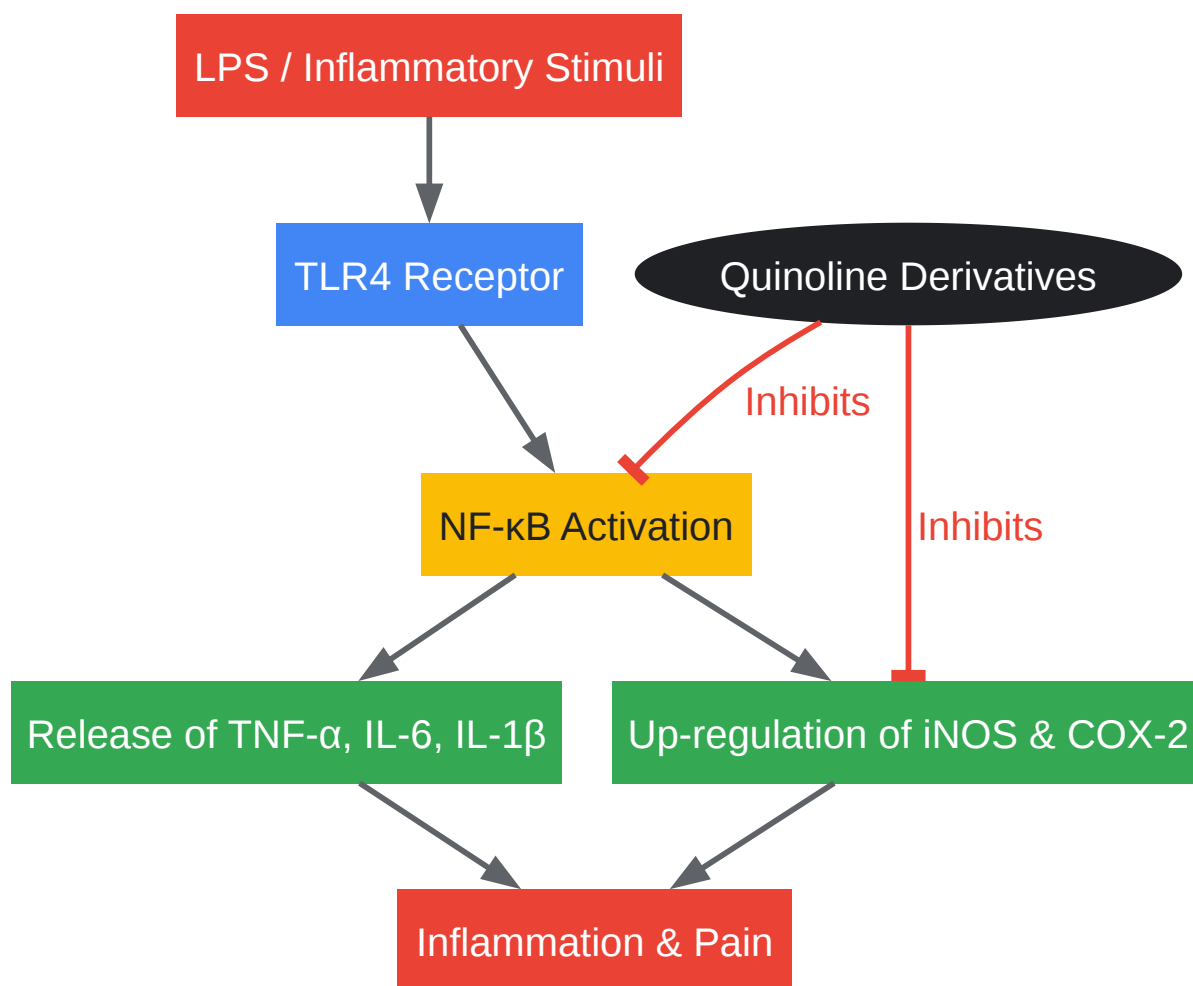 LPS / Inflammatory Stimuli
TLR4 Receptor
Quinoline Derivatives
Inhibits
NF-κB Activation
Inhibits
Release of TNF-α, IL-6, IL-1β
Up-regulation of iNOS & COX-2
Inflammation & Pain